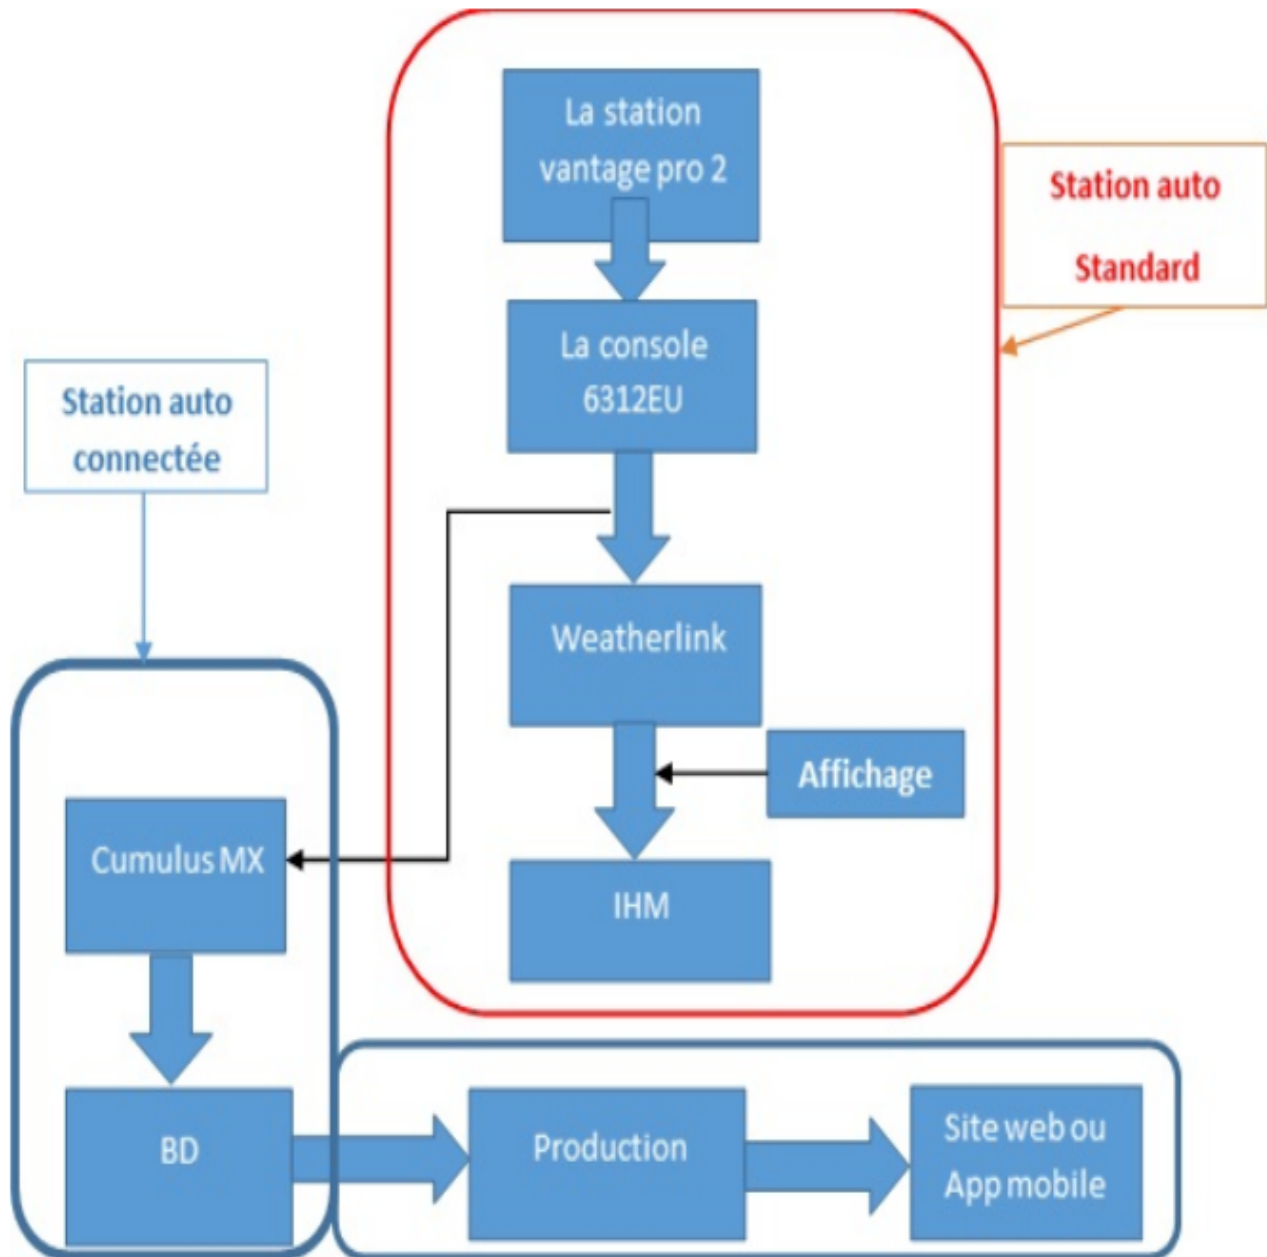 La station
vantage pro 2
Station auto
Standard
La console
6312EU
Station auto
connectée
Weatherlink
Affichage
Cumulus MX
IHM
BD
Production
Site web ou
App mobile